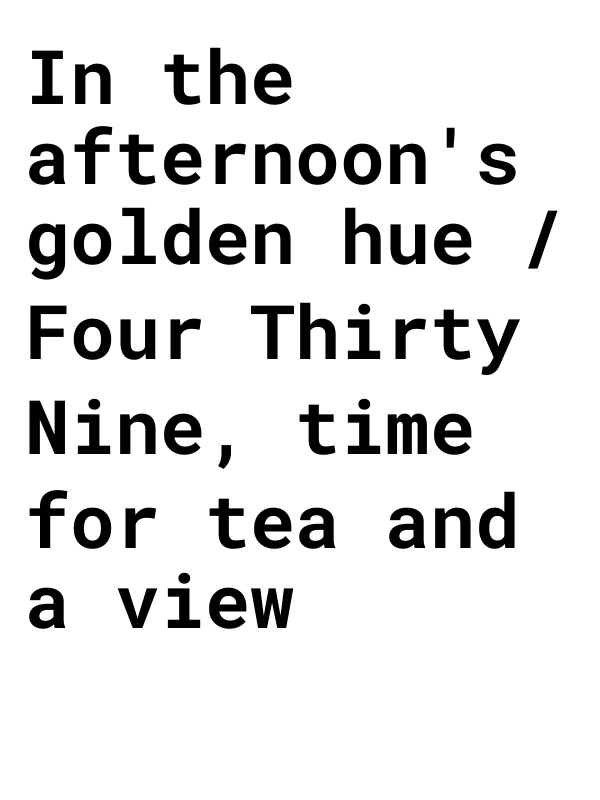 In the
afternoon's
golden hue /
Four Thirty
Nine, time
for tea and
a view